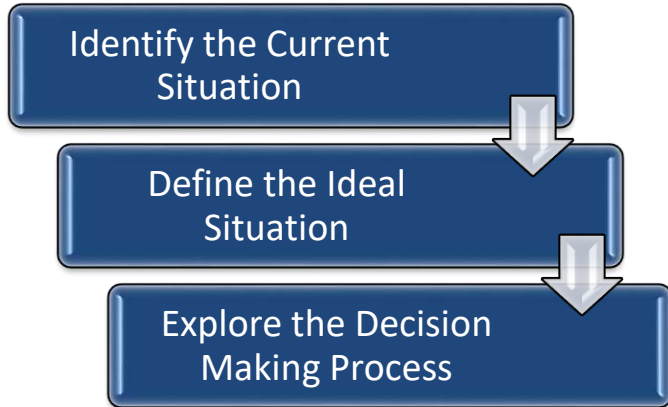 Identify the Current
Situation
Define the Ideal
Situation
Explore the Decision
Making Process